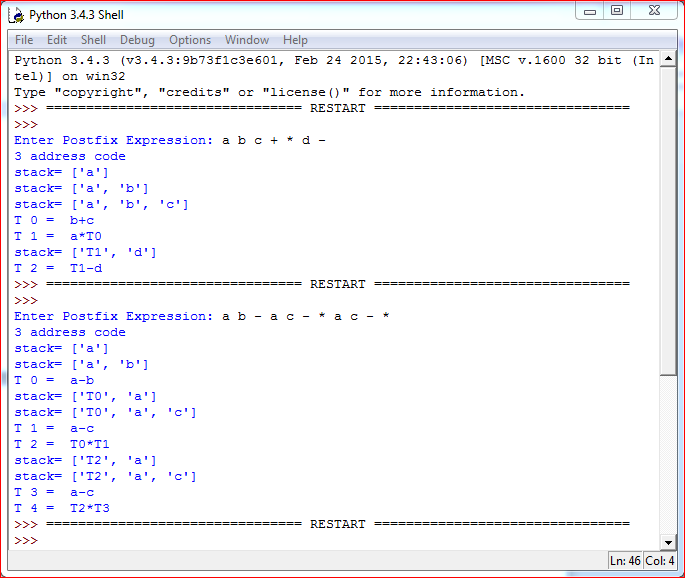 Python 3.4.3 Shell
File Edit Shell Debug Options Window Help
Python 3.4.3 (v3.4.3:9b73f1c3e601, Feb 24 2015, 22:43:06) [MSC v.1600 32 bit (In
tel)] on win32
Type "copyright", "credits" or "license()" for more information.
>>> ================================ RESTART ================================
>>>
Enter Postfix Expression: a b c + * d -
3 address code
stack= ['a']
stack= ['a', 'b']
stack= ['a', 'b', 'c']
T 0 =  b+c
T 1 =  a*T0
stack= ['T1', 'd']
T 2 =  T1-d
>>> ================================ RESTART ================================
>>>
Enter Postfix Expression: a b - a c - * a c - *
3 address code
stack= ['a']
stack= ['a', 'b']
T 0 =  a-b
stack= ['T0', 'a']
stack= ['T0', 'a', 'c']
T 1 =  a-c
T 2 =  T0*T1
stack= ['T2', 'a']
stack= ['T2', 'a', 'c']
T 3 =  a-c
T 4 =  T2*T3
>>> ================================ RESTART ================================
>>>
Ln: 46 Col: 4